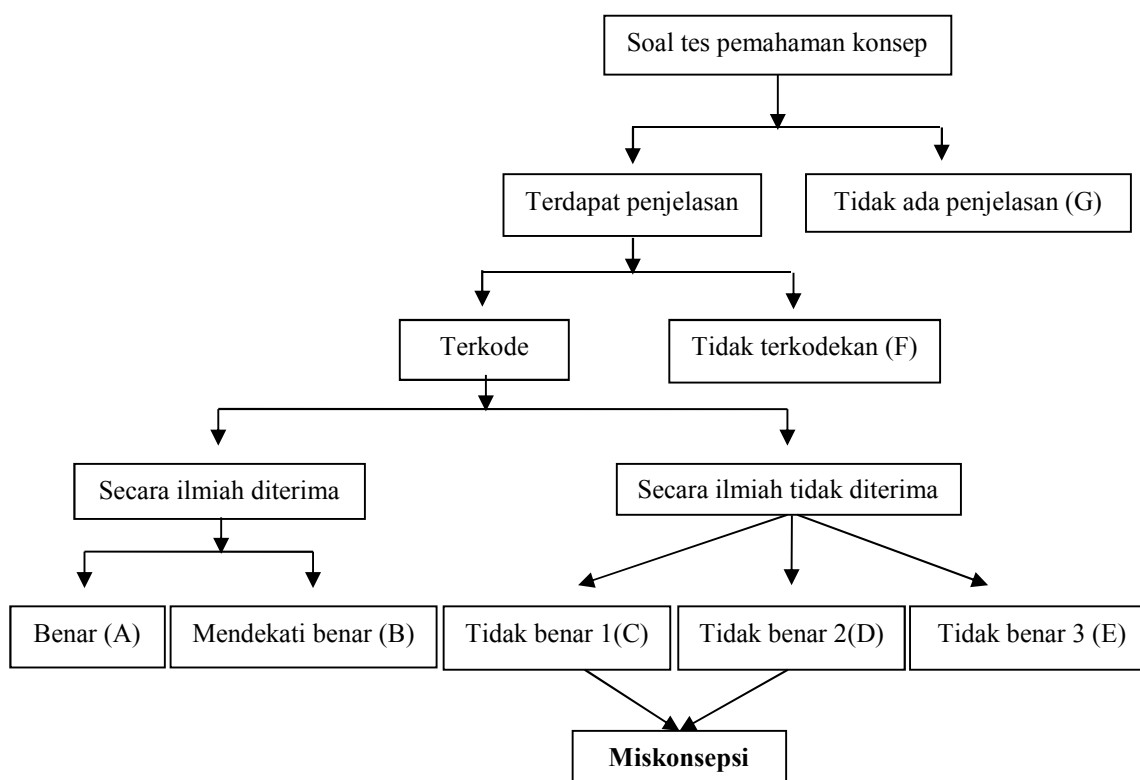 Soal tes pemahaman konsep
Terdapat penjelasan
Tidak ada penjelasan (G)
Terkode
Tidak terkodekan (F)
Secara ilmiah diterima
Secara ilmiah tidak diterima
Benar (A)
Mendekati benar (B)
Tidak benar 1(C)
Tidak benar 2(D)
Tidak benar 3 (E)
Miskonsepsi